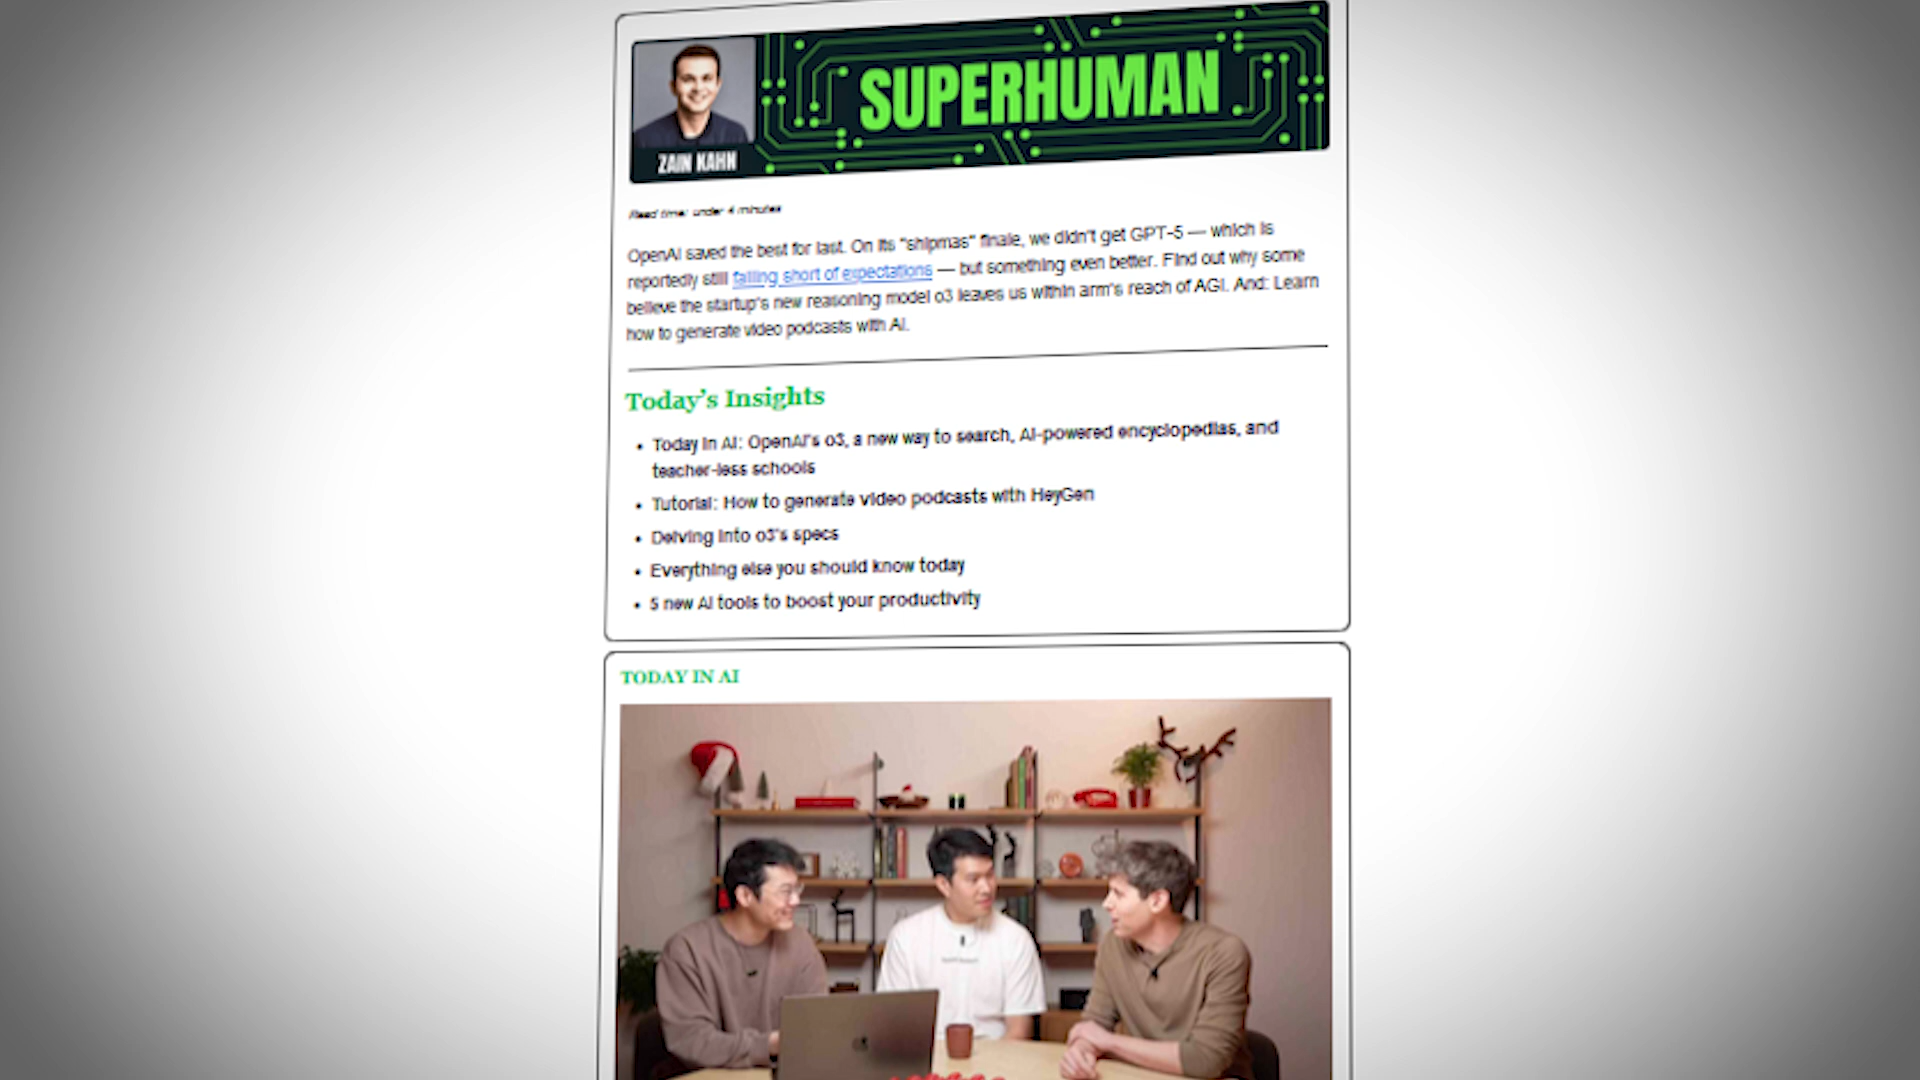 SUPERHUMAN
ZAIN KAHN
Read time: under 4 minutes
OpenAI saved the best for last. On its "shipmas" finale, we didn't get GPT-5 — which is
reportedly still falling short of expectations — but something even better. Find out why some
believe the startup's new reasoning model o3 leaves us within arm's reach of AGI. And: Learn
how to generate video podcasts with AI.
Today's Insights
• Today in AI: OpenAI's o3, a new way to search, AI-powered encyclopedias, and
teacher-less schools
• Tutorial: How to generate video podcasts with HeyGen
• Delving into o3's specs
• Everything else you should know today
• 5 new AI tools to boost your productivity
TODAY IN AI